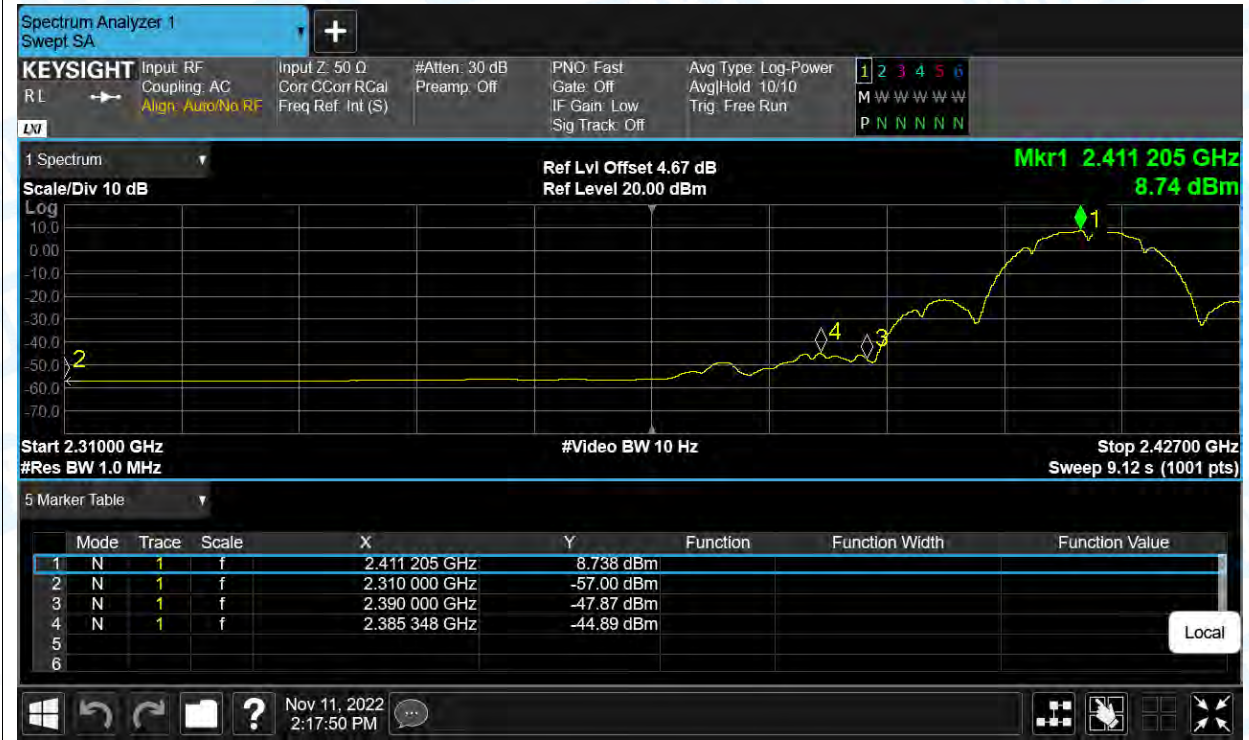 Spectrum Analyzer 1
Swept SA
+
KEYSIGHT Input: RF Input Z: 50 Ω #Atten: 30 dB PNO: Fast Avg Type: Log-Power 1 2 3 4 5 6
RL Coupling: AC Corr CCorr RCal Preamp: Off Gate: Off Avg|Hold: 10/10 M W W W W W
Align: Auto/No RF Freq Ref: Int (S) IF Gain: Low Trig: Free Run
LXI Sig Track: Off P N N N N N
1 Spectrum
Ref Lvl Offset 4.67 dB Mkr1 2.411 205 GHz
Scale/Div 10 dB Ref Level 20.00 dBm 8.74 dBm
Log
10.0
0.00
-10.0
-20.0
-30.0
-40.0
-50.0
-60.0
-70.0
1
2
4
3
Start 2.31000 GHz #Video BW 10 Hz Stop 2.42700 GHz
#Res BW 1.0 MHz Sweep 9.12 s (1001 pts)
5 Marker Table
Mode Trace Scale X Y Function Function Width Function Value
1 N 1 f 2.411 205 GHz 8.738 dBm
2 N 1 f 2.310 000 GHz -57.00 dBm
3 N 1 f 2.390 000 GHz -47.87 dBm
4 N 1 f 2.385 348 GHz -44.89 dBm
5
6
Local
? Nov 11, 2022
2:17:50 PM